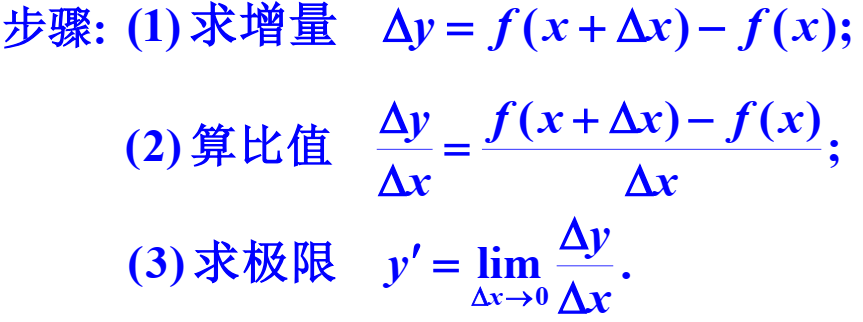 步骤: (1) 求增量 Δy = f(x + Δx) − f(x);
(2) 算比值 Δy/Δx = (f(x + Δx) − f(x))/Δx;
(3) 求极限 y′ = lim_{Δx→0} Δy/Δx.